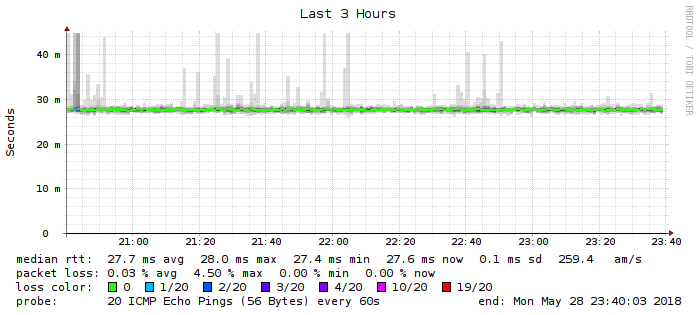 Last 3 Hours
RRDTOOL / TOBI OETIKER
Seconds
40 m
30 m
20 m
10 m
0
21:00 21:20 21:40 22:00 22:20 22:40 23:00 23:20 23:40
median rtt: 27.7 ms avg 28.0 ms max 27.4 ms min 27.6 ms now 0.1 ms sd 259.4 am/s
packet loss: 0.03 % avg 4.50 % max 0.00 % min 0.00 % now
loss color: 0 1/20 2/20 3/20 4/20 10/20 19/20
probe: 20 ICMP Echo Pings (56 Bytes) every 60s end: Mon May 28 23:40:03 2018